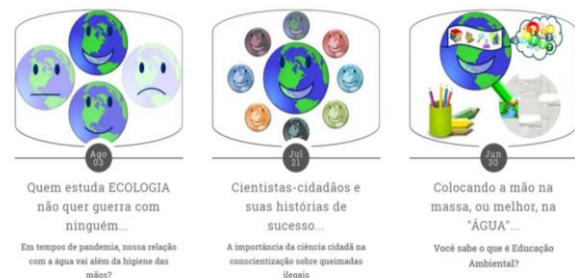 Ago
03
Quem estuda ECOLOGIA
não quer guerra com
ninguém...
Em tempos de pandemia, nossa relação
com a água vai além da higiene das
mãos?
Jul
21
Cientistas-cidadãos e
suas histórias de
sucesso...
A importância da ciência cidadã na
conscientização sobre queimadas
ilegais
Jun
30
Colocando a mão na
massa, ou melhor, na
"ÁGUA"...
Você sabe o que é Educação
Ambiental?